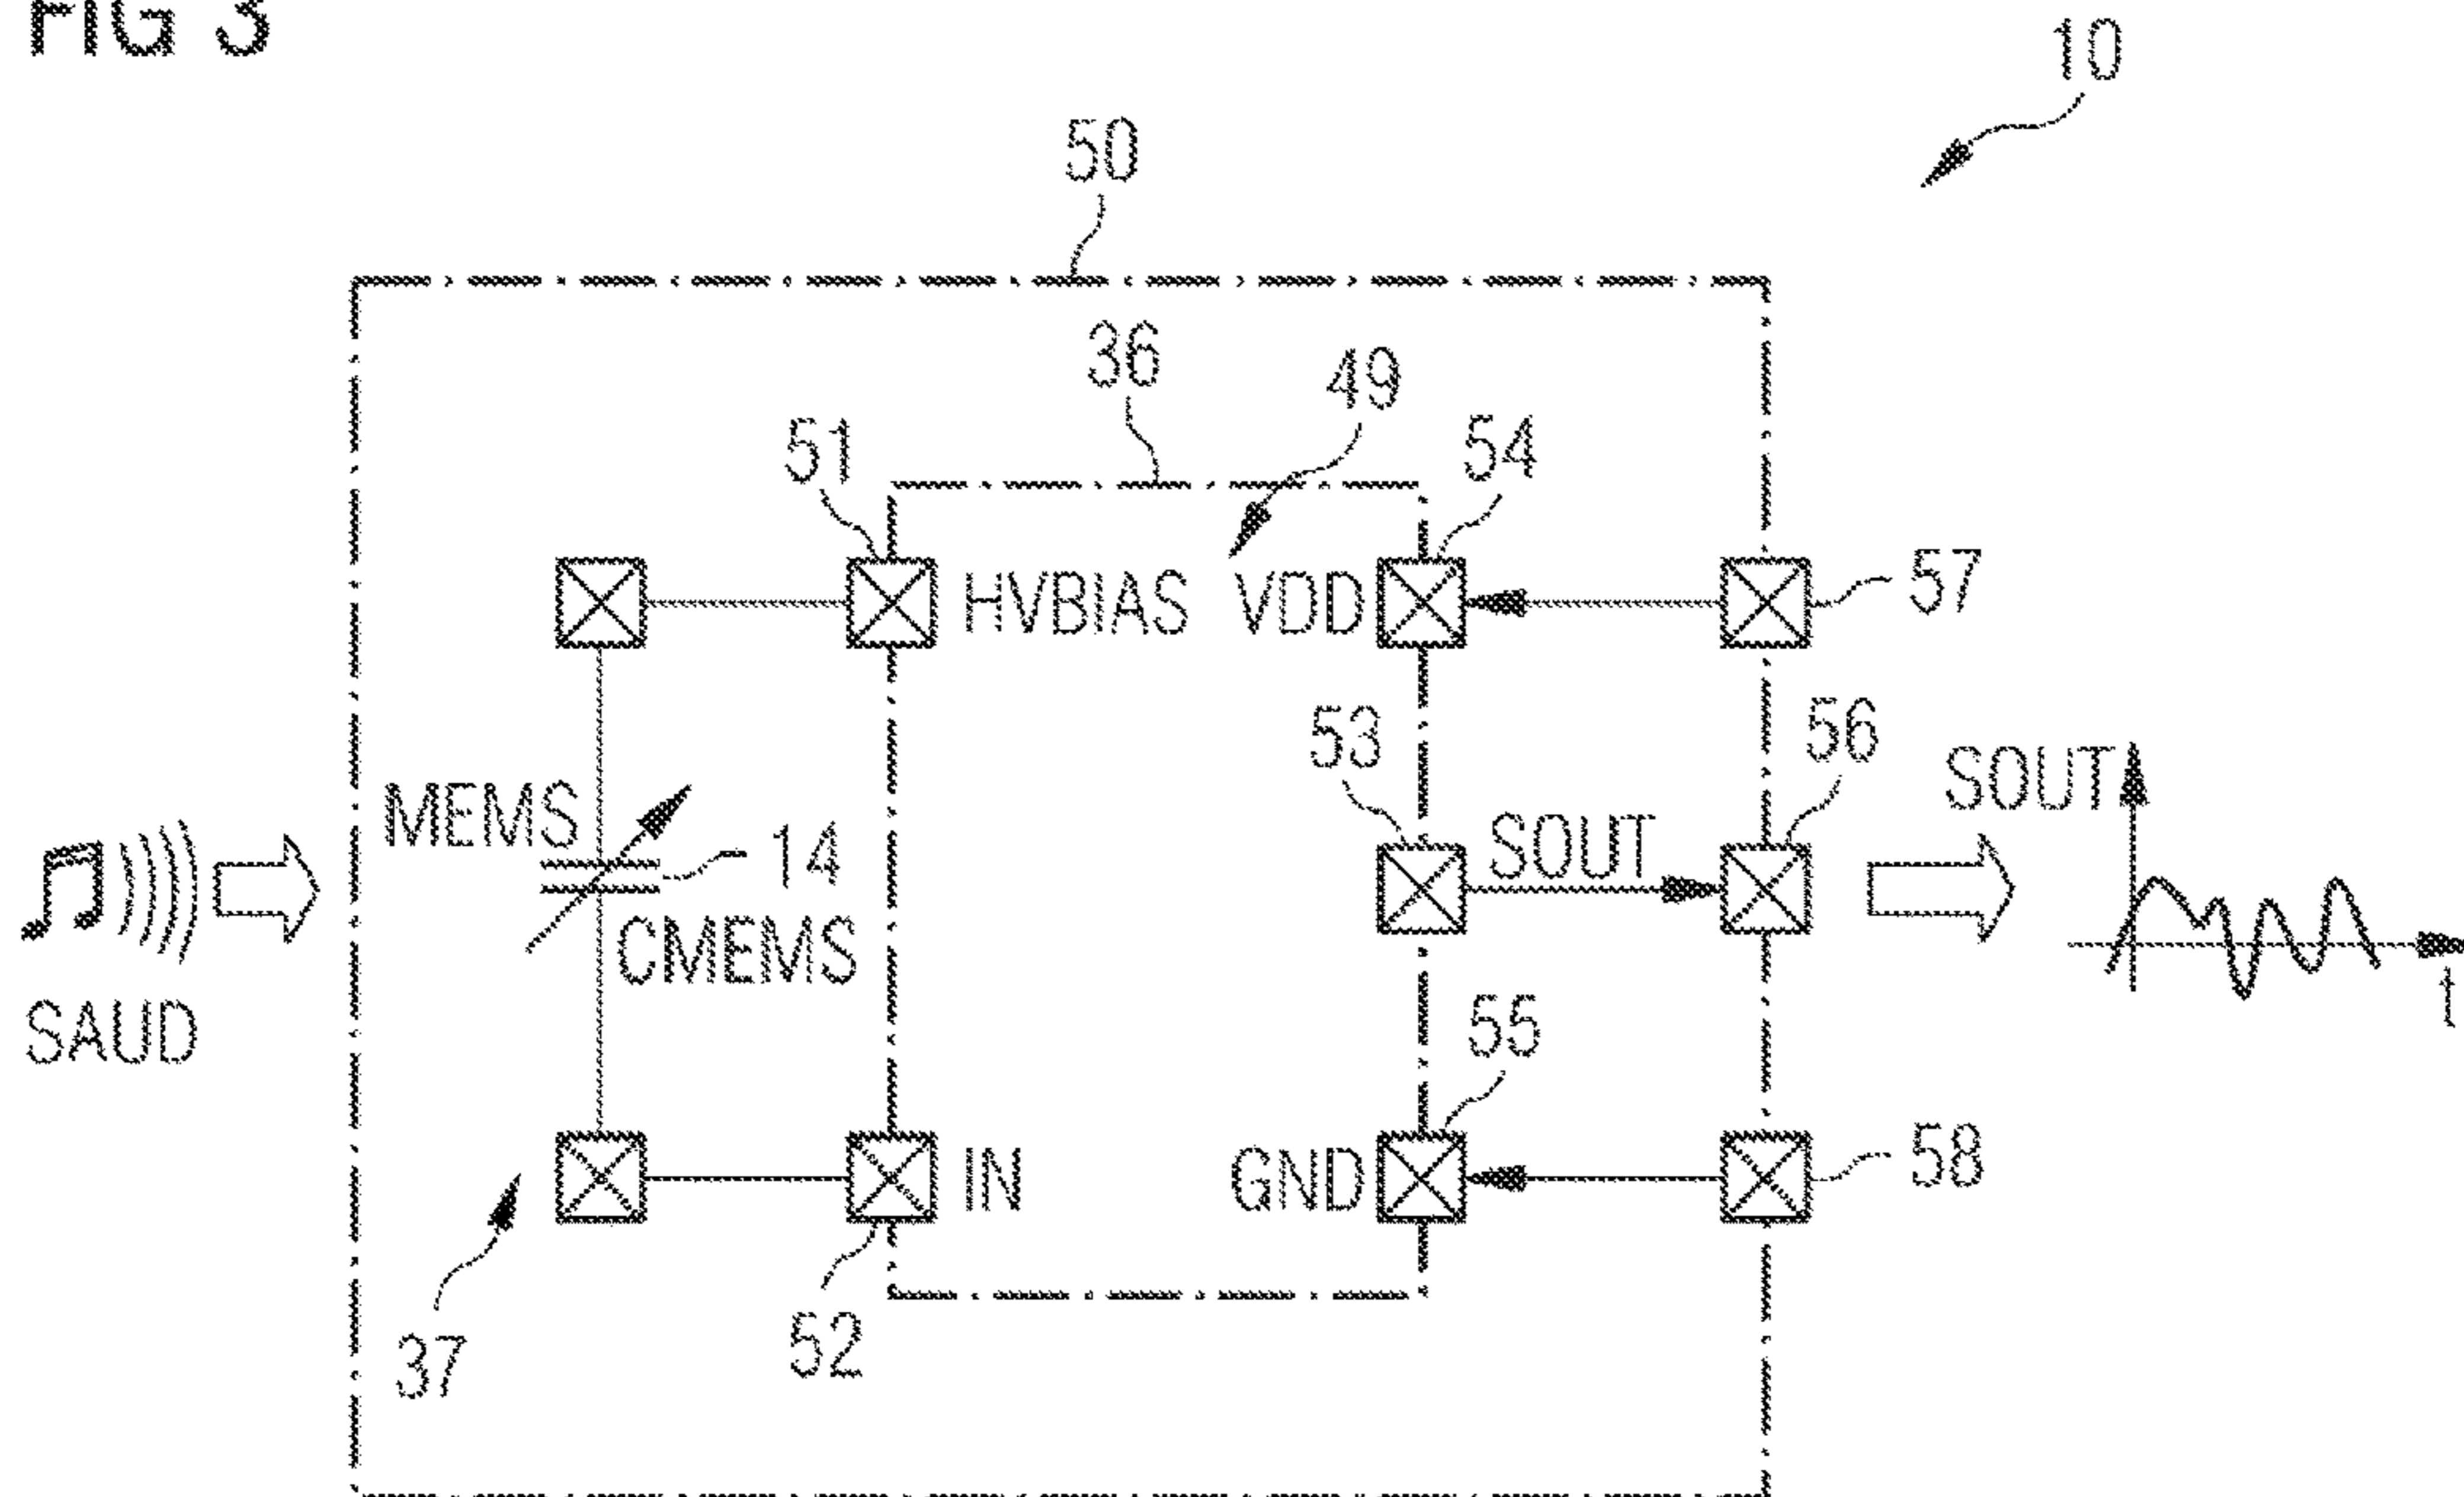 FIG 3
10
50
36
49
51
54
HVBIAS
VDD
57
53
56
MEMS
14
SOUT
SOUT
CMEMS
SAUD
55
t
IN
GND
58
52
37